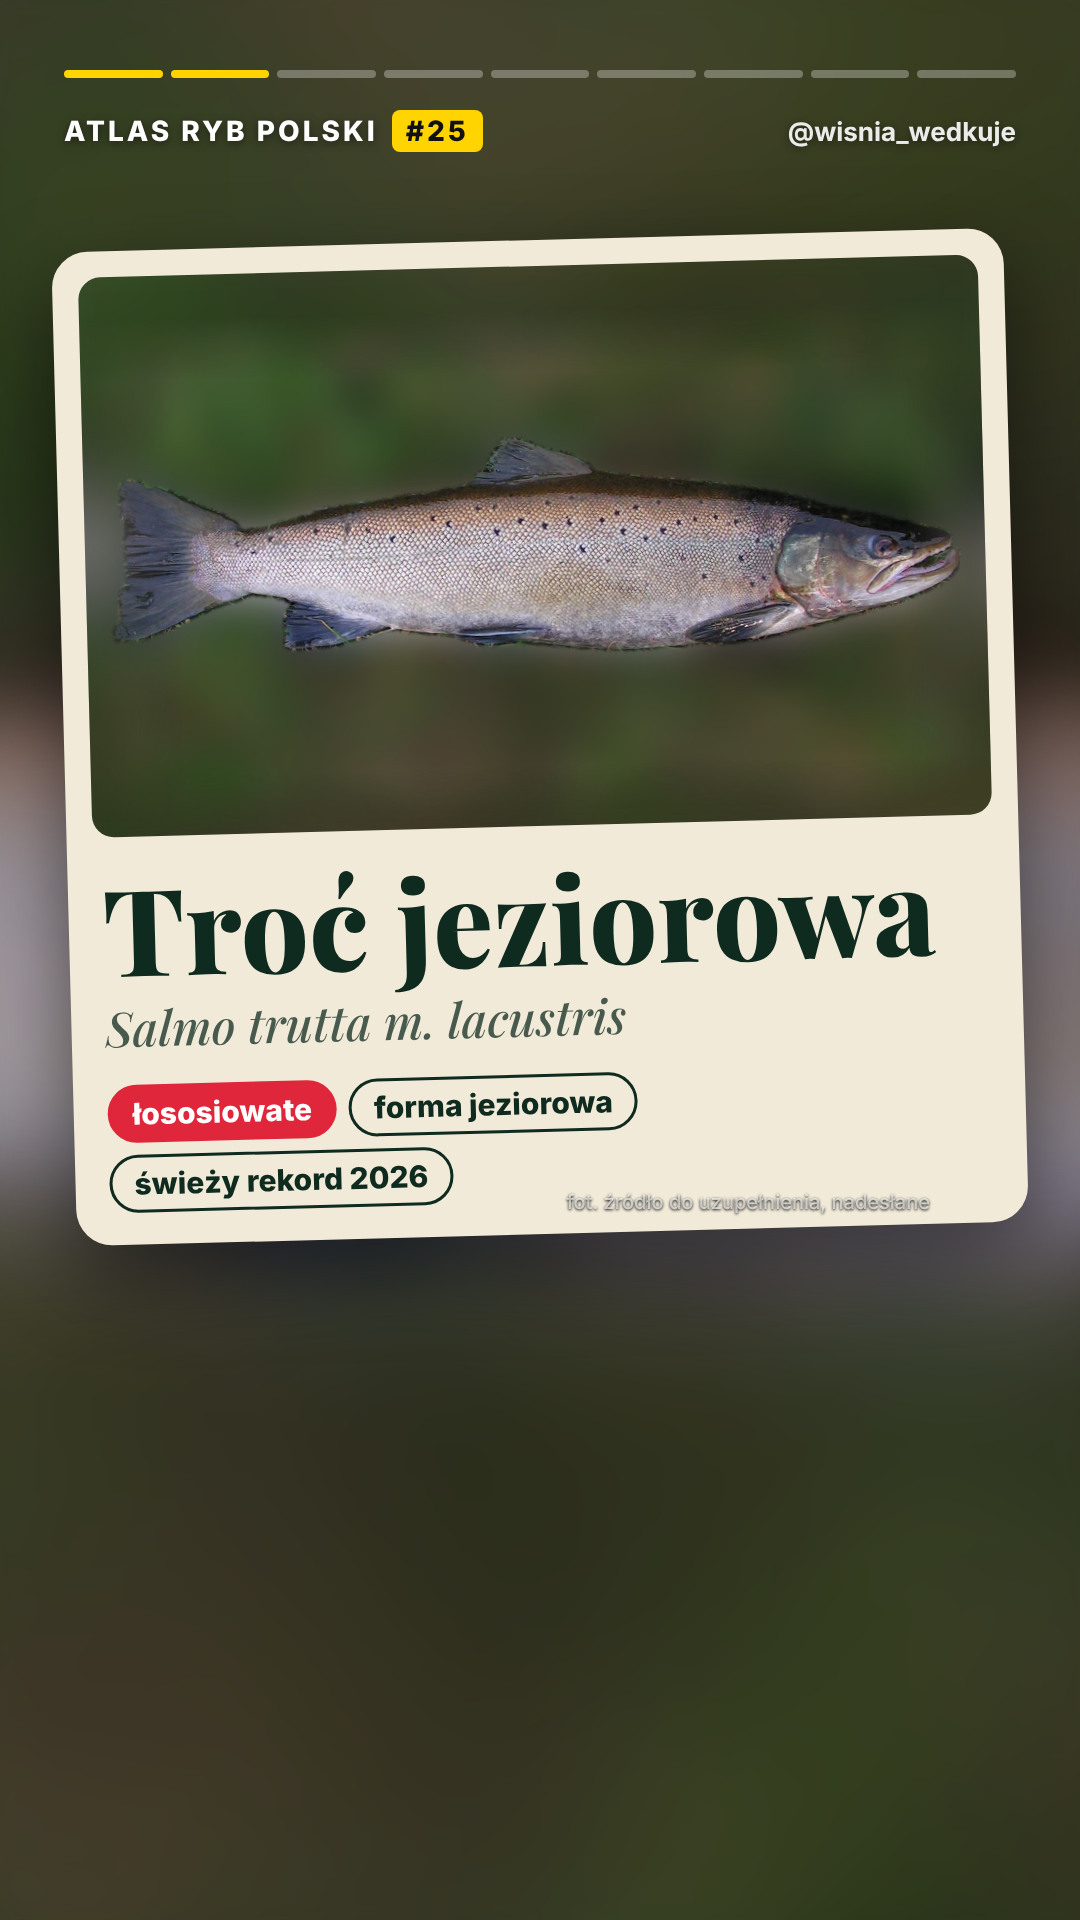 ATLAS RYB POLSKI #25
@wisnia_wedkuje
Troć jeziorowa
Salmo trutta m. lacustris
łososiowate
forma jeziorowa
świeży rekord 2026
fot. źródło do uzupełnienia, nadesłane